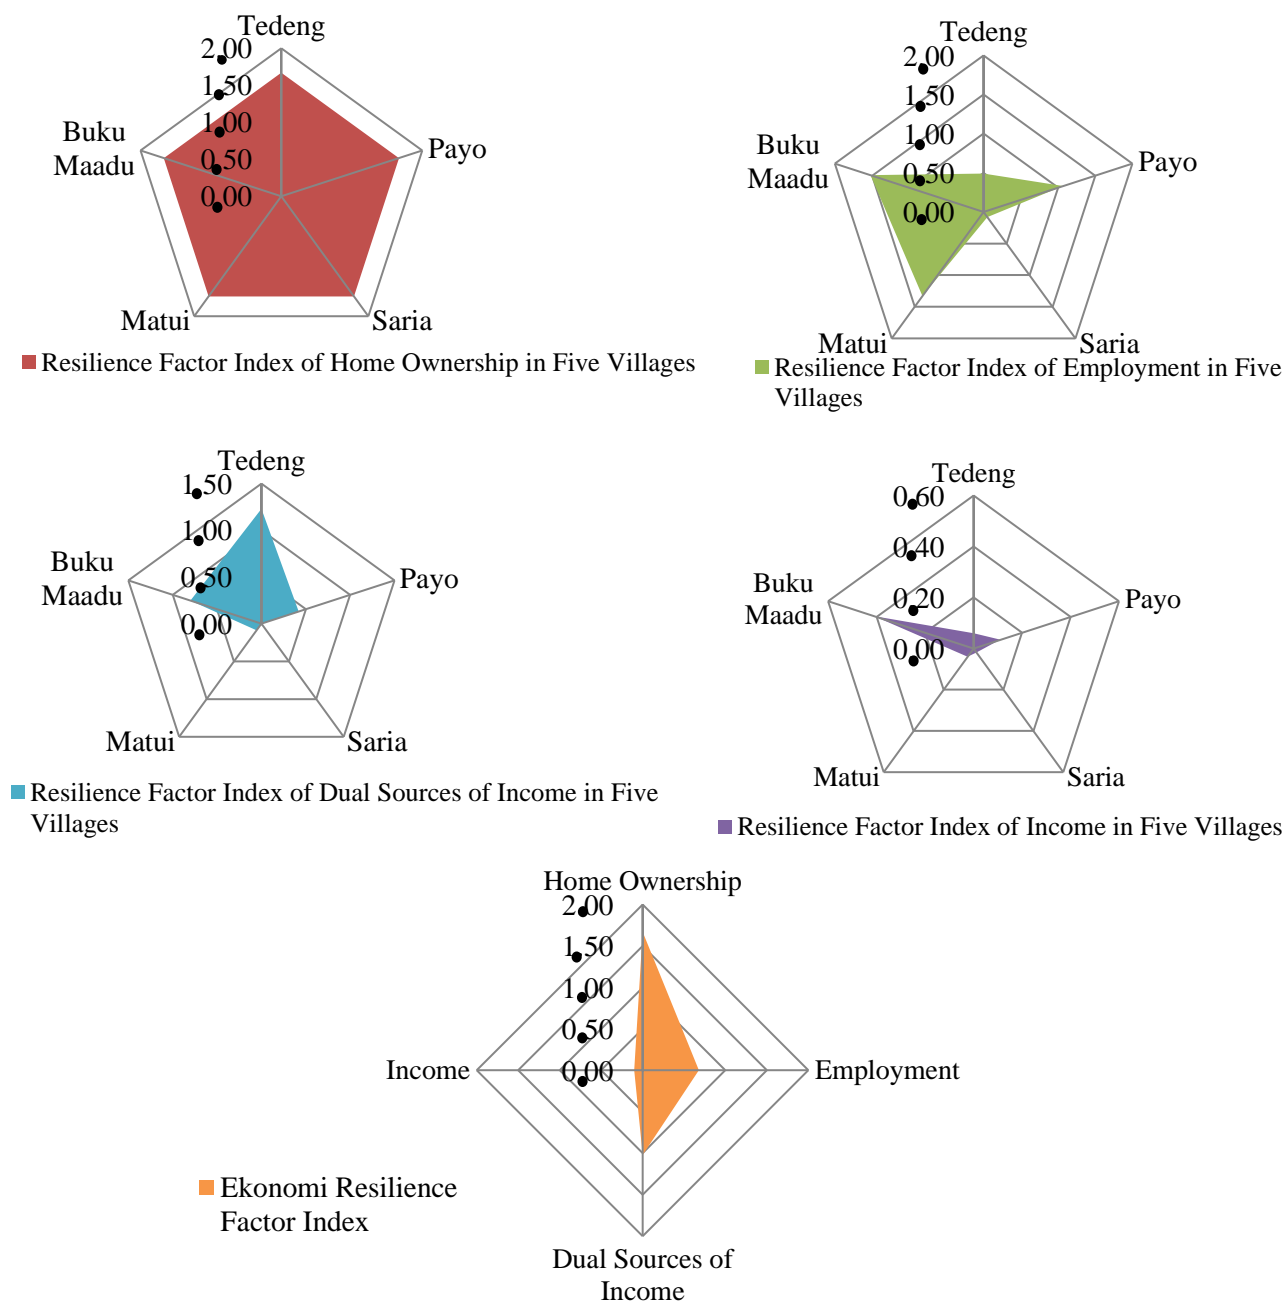 Tedeng
2.00
1.50
1.00
0.50
0.00
Buku
Maadu
Payo
Matui
Saria
Resilience Factor Index of Home Ownership in Five Villages
Tedeng
2.00
1.50
1.00
0.50
0.00
Buku
Maadu
Payo
Matui
Saria
Resilience Factor Index of Employment in Five
Villages
Tedeng
1.50
1.00
0.50
0.00
Buku
Maadu
Payo
Matui
Saria
Resilience Factor Index of Dual Sources of Income in Five
Villages
Tedeng
0.60
0.40
0.20
0.00
Buku
Maadu
Payo
Matui
Saria
Resilience Factor Index of Income in Five Villages
Home Ownership
2.00
1.50
1.00
0.50
0.00
Income
Employment
Ekonomi Resilience
Factor Index
Dual Sources of
Income